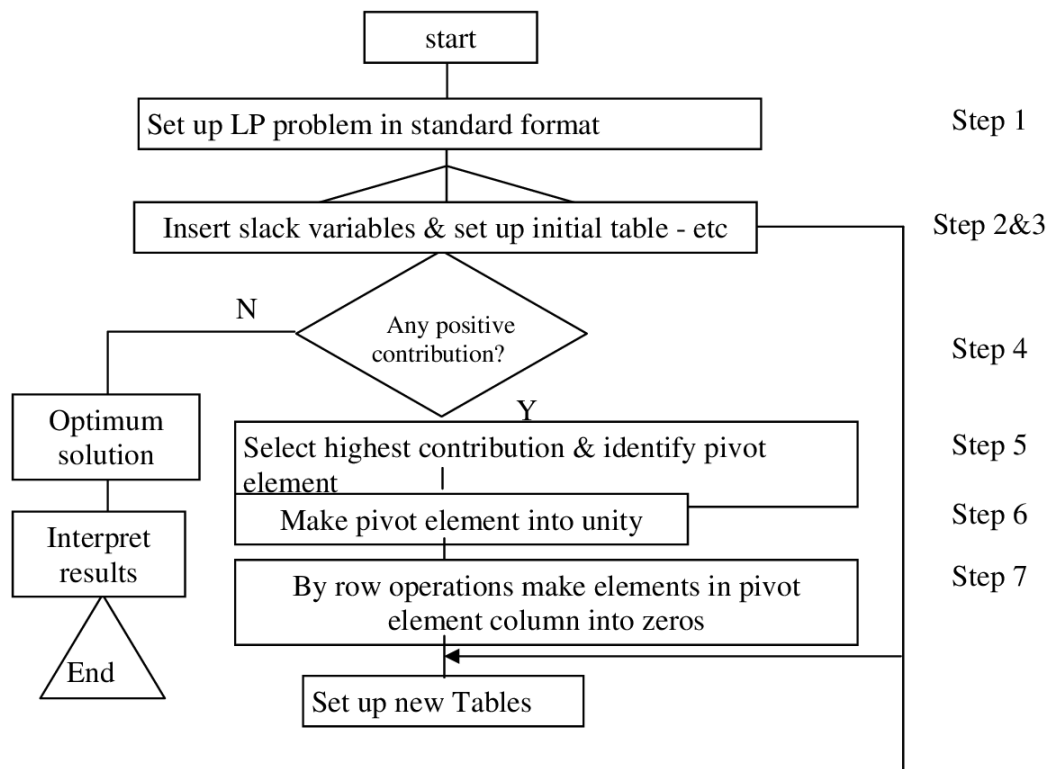 start
Set up LP problem in standard format
Step 1
Insert slack variables & set up initial table - etc
Step 2&3
N
Any positive
contribution?
Step 4
Optimum
solution
Y
Select highest contribution & identify pivot
element
Step 5
Make pivot element into unity
Step 6
Interpret
results
By row operations make elements in pivot
element column into zeros
Step 7
End
Set up new Tables